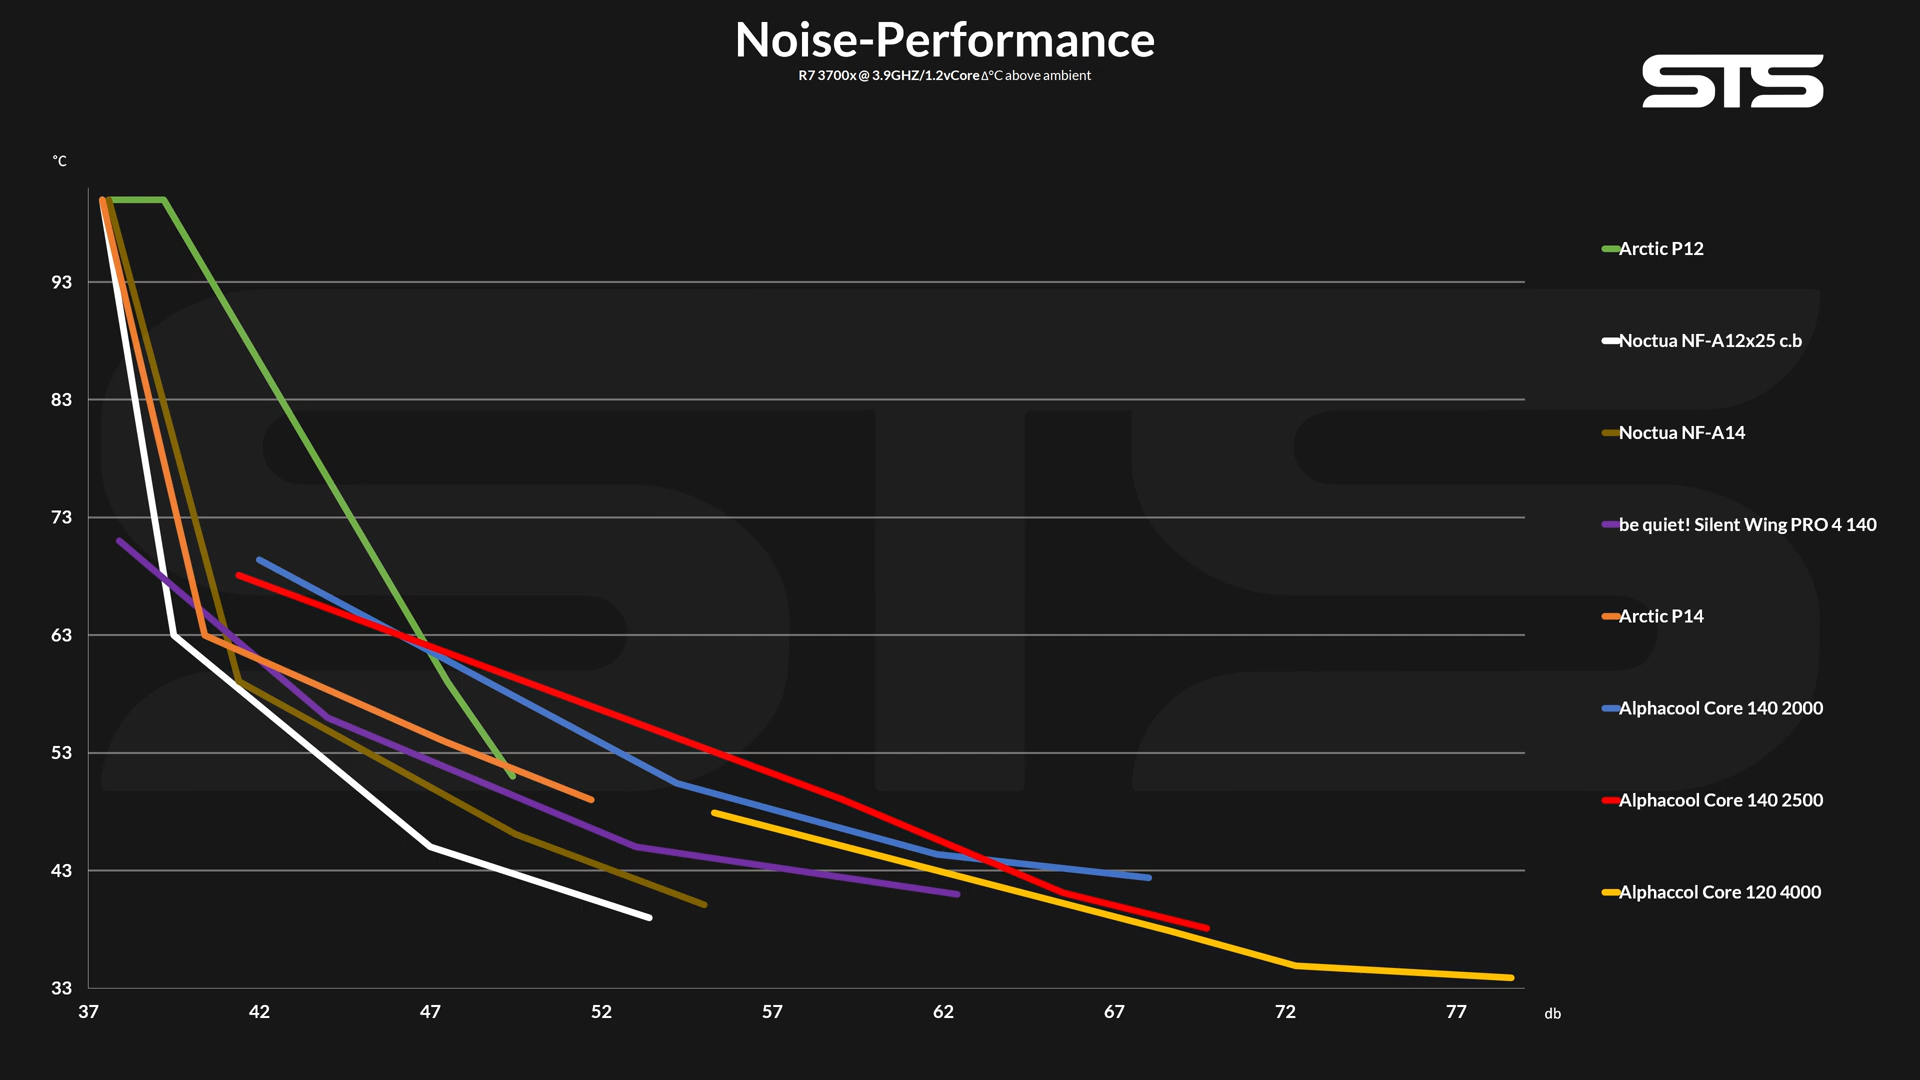 Noise-Performance
R7 3700x @ 3.9GHZ/1.2vCore Δ°C above ambient
STS
°C
93
83
73
63
53
43
33
37 42 47 52 57 62 67 72 77 db
Arctic P12
Noctua NF-A12x25 c.b
Noctua NF-A14
be quiet! Silent Wing PRO 4 140
Arctic P14
Alphacool Core 140 2000
Alphacool Core 140 2500
Alphaccol Core 120 4000
STS